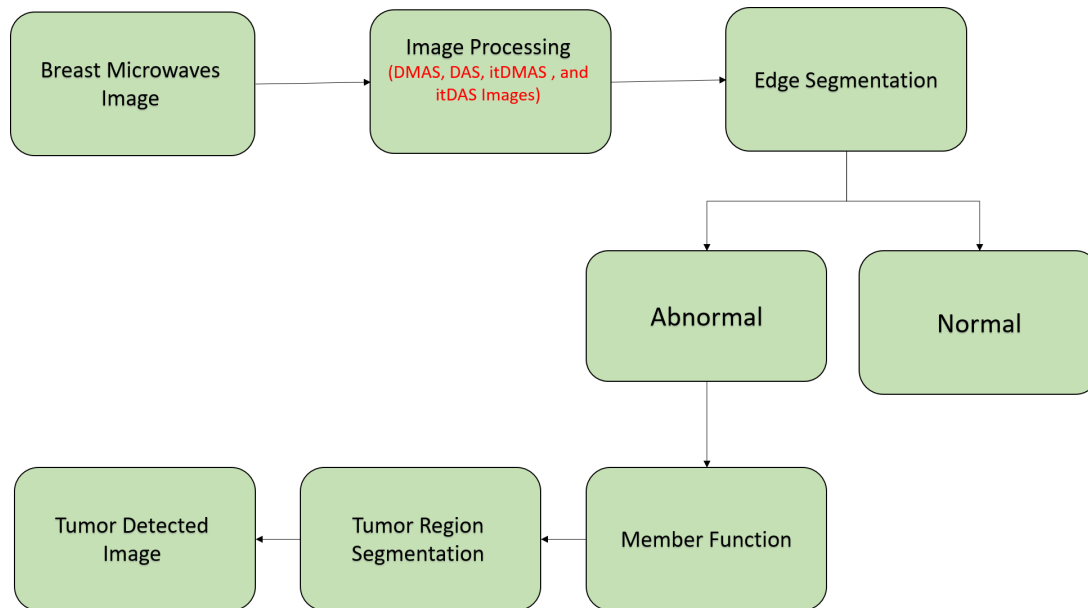 Breast Microwaves
Image
Image Processing
(DMAS, DAS, itDMAS , and
itDAS Images)
Edge Segmentation
Abnormal
Normal
Tumor Detected
Image
Tumor Region
Segmentation
Member Function